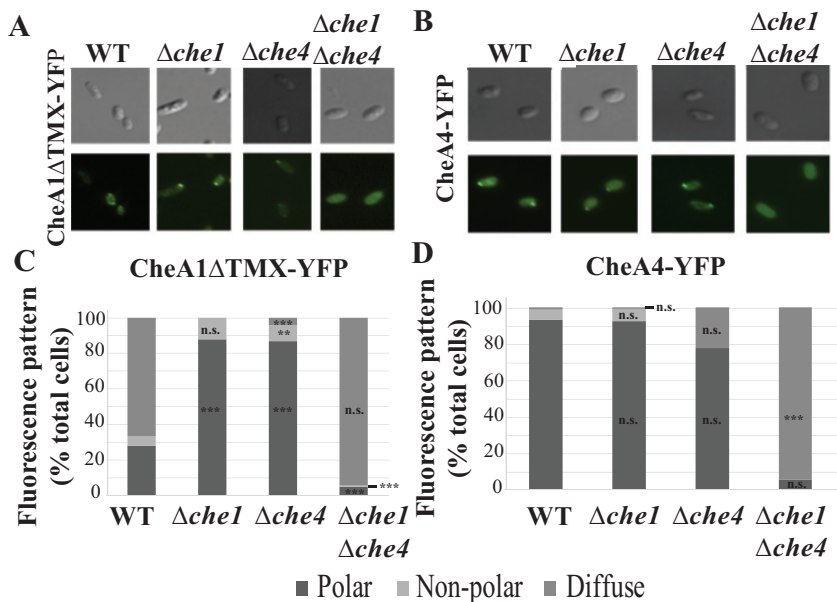 A
WT Δche1 Δche4 Δche1
Δche4
CheA1ΔTMX-YFP
B
WT Δche1 Δche4 Δche1
Δche4
CheA4-YFP
C
CheA1ΔTMX-YFP
Fluorescence pattern
(% total cells)
100
80
60
40
20
0
n.s.
***
***
**
***
n.s.
***
***
WT Δche1 Δche4 Δche1
Δche4
D
CheA4-YFP
Fluorescence pattern
(% total cells)
100
80
60
40
20
0
n.s.
n.s.
n.s.
n.s.
n.s.
***
n.s.
WT Δche1 Δche4 Δche1
Δche4
Polar Non-polar Diffuse